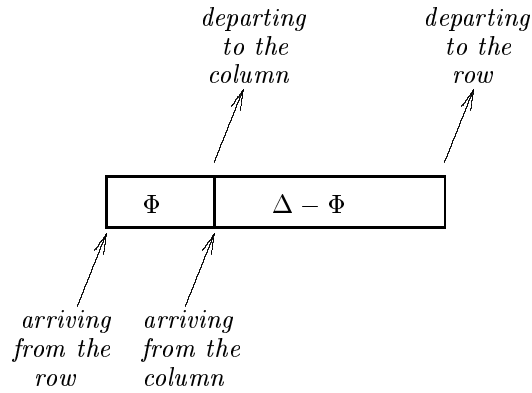 departing
to the
column
departing
to the
row
Φ
Δ − Φ
arriving
from the
row
arriving
from the
column